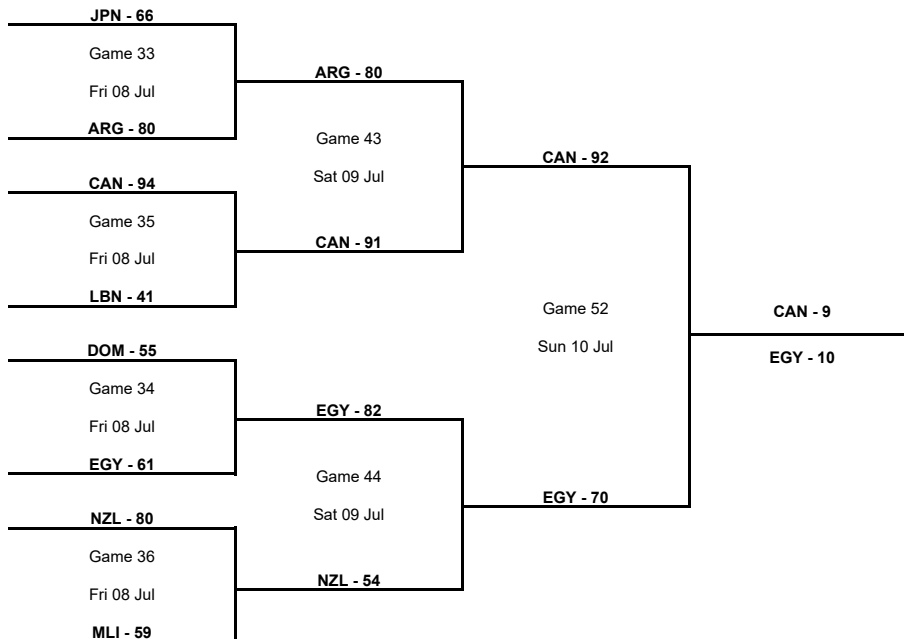 JPN - 66
Game 33
Fri 08 Jul
ARG - 80
CAN - 94
Game 35
Fri 08 Jul
LBN - 41
DOM - 55
Game 34
Fri 08 Jul
EGY - 61
NZL - 80
Game 36
Fri 08 Jul
MLI - 59
ARG - 80
Game 43
Sat 09 Jul
CAN - 91
EGY - 82
Game 44
Sat 09 Jul
NZL - 54
CAN - 92
Game 52
Sun 10 Jul
EGY - 70
CAN - 9
EGY - 10